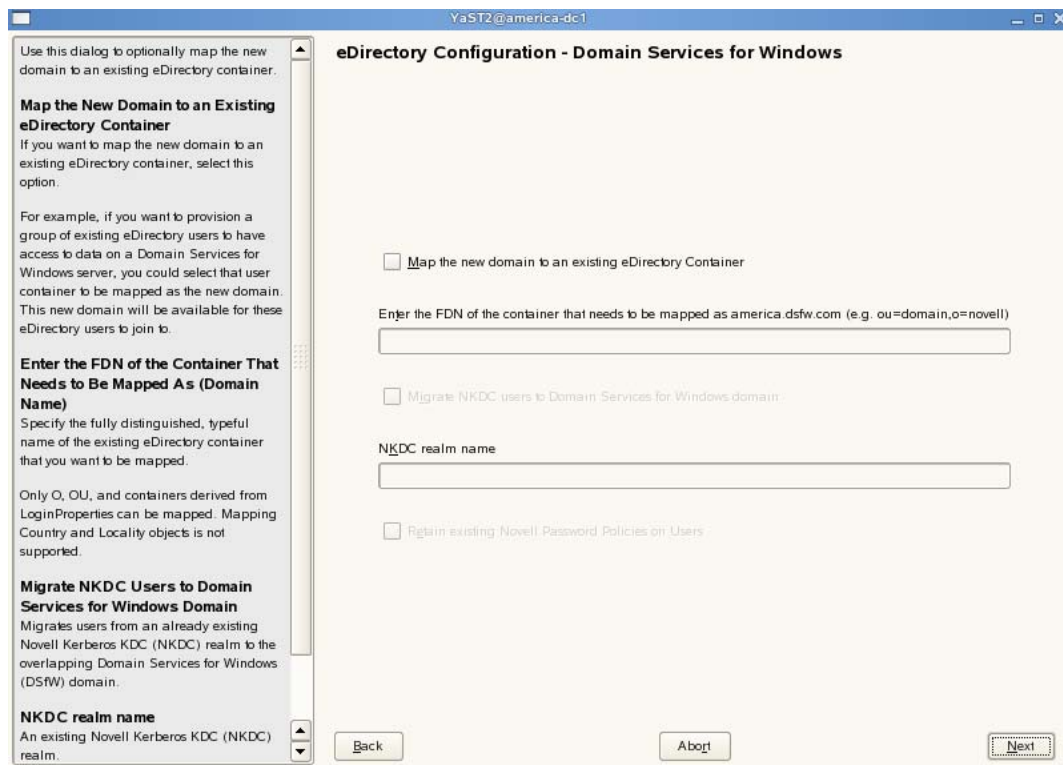 YaST2@america-dc1
Use this dialog to optionally map the new
domain to an existing eDirectory container.
Map the New Domain to an Existing
eDirectory Container
If you want to map the new domain to an
existing eDirectory container, select this
option.
For example, if you want to provision a
group of existing eDirectory users to have
access to data on a Domain Services for
Windows server, you could select that user
container to be mapped as the new domain.
This new domain will be available for these
eDirectory users to join to.
Enter the FDN of the Container That
Needs to Be Mapped As (Domain
Name)
Specify the fully distinguished, typeful
name of the existing eDirectory container
that you want to be mapped.
Only O, OU, and containers derived from
LoginProperties can be mapped. Mapping
Country and Locality objects is not
supported.
Migrate NKDC Users to Domain
Services for Windows Domain
Migrates users from an already existing
Novell Kerberos KDC (NKDC) realm to the
overlapping Domain Services for Windows
(DSfW) domain.
NKDC realm name
An existing Novell Kerberos KDC (NKDC)
realm.
eDirectory Configuration - Domain Services for Windows
Map the new domain to an existing eDirectory Container
Enter the FDN of the container that needs to be mapped as america.dsfw.com (e.g. ou=domain,o=novell)
Migrate NKDC users to Domain Services for Windows domain
NKDC realm name
Retain existing Novell Password Policies on Users
Back
Abort
Next